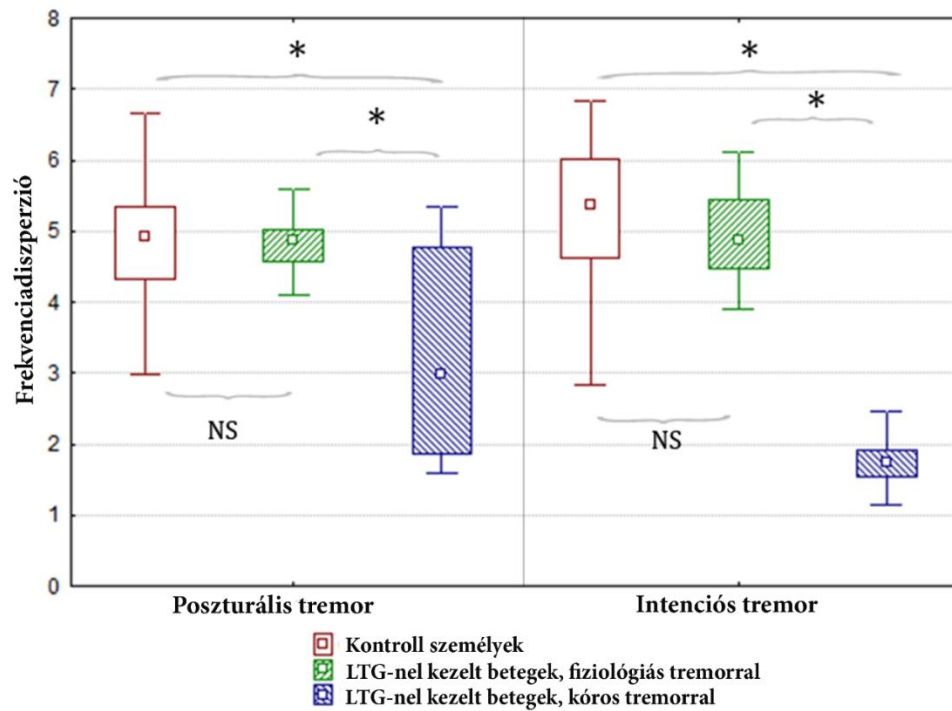 8
*
*
7
*
*
6
5
4
3
2
NS
NS
1
0
Frekvenciadiszperzió
Poszturális tremor
Intenciós tremor
Kontroll személyek
LTG-nel kezelt betegek, fiziológiás tremorral
LTG-nel kezelt betegek, kóros tremorral